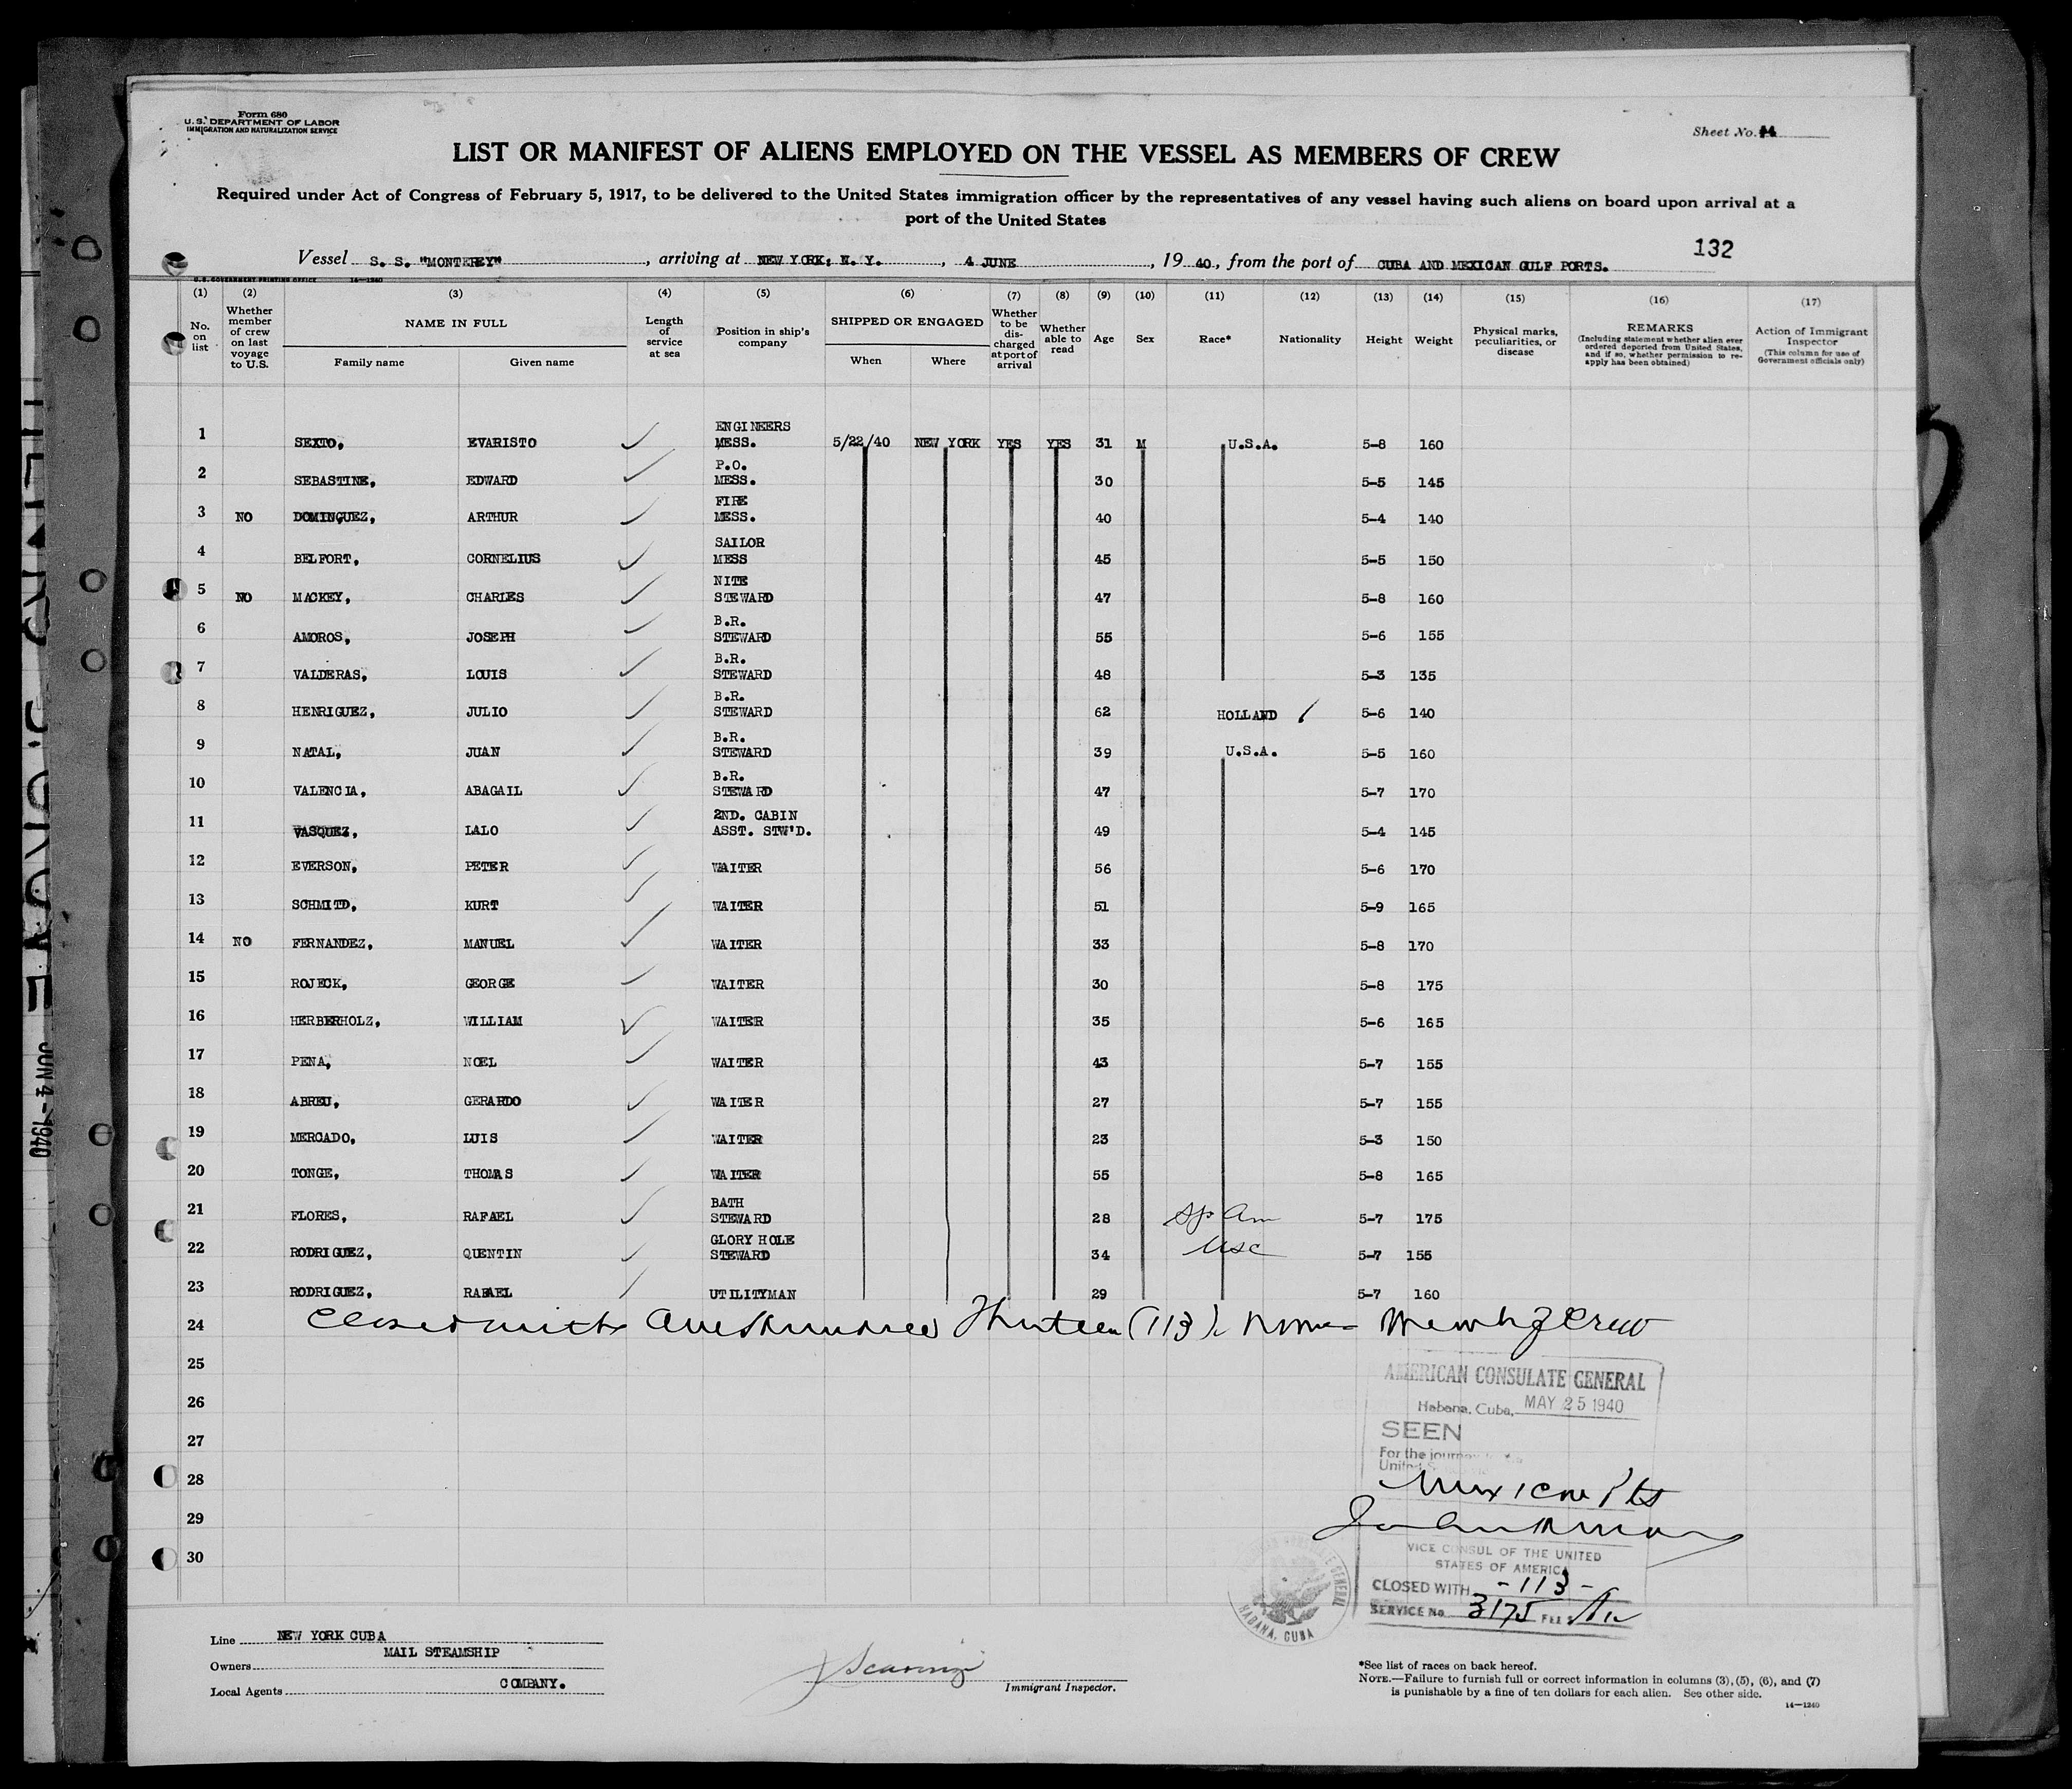 Form 680
U.S. DEPARTMENT OF LABOR
IMMIGRATION AND NATURALIZATION SERVICE
Sheet No.
LIST OR MANIFEST OF ALIENS EMPLOYED ON THE VESSEL AS MEMBERS OF CREW
Required under Act of Congress of February 5, 1917, to be delivered to the United States immigration officer by the representatives of any vessel having such aliens on board upon arrival at a
port of the United States
132
Vessel S. S. "MONTEREY", arriving at NEW YORK, N. Y., 4 JUNE, 1940, from the port of CUBA AND MEXICAN GULF PORTS.
U.S. GOVERNMENT PRINTING OFFICE 14—1240
(1) (2) (3) (4) (5) (6) (7) (8) (9) (10) (11) (12) (13) (14) (15) (16) (17)
No. on list
Whether member of crew on last voyage to U.S.
NAME IN FULL
Family name Given name
Length of service at sea
Position in ship's company
SHIPPED OR ENGAGED
When Where
Whether to be discharged at port of arrival
Whether able to read
Age Sex Race* Nationality Height Weight
Physical marks, peculiarities, or disease
REMARKS
(Including statement whether alien ever ordered deported from United States, and if so, whether permission to reapply has been obtained)
Action of Immigrant Inspector
(This column for use of Government officials only)
1 SEXTO, EVARISTO ENGINEERS MESS. 5/22/40 NEW YORK YES YES 31 M U.S.A. 5-8 160
2 SEBASTINE, EDWARD P.O. MESS. 30 5-5 145
3 NO DOMINGUEZ, ARTHUR FIRE MESS. 40 5-4 140
4 BELFORT, CORNELIUS SAILOR MESS 45 5-5 150
5 NO MACKEY, CHARLES NITE STEWARD 47 5-8 160
6 AMOROS, JOSEPH B.R. STEWARD 55 5-6 155
7 VALDERAS, LOUIS B.R. STEWARD 48 5-3 135
8 HENRIGUEZ, JULIO B.R. STEWARD 62 HOLLAND 5-6 140
9 NATAL, JUAN B.R. STEWARD 39 U.S.A. 5-5 160
10 VALENCIA, ABAGAIL B.R. STEWARD 47 5-7 170
11 VASQUEZ, LALO 2ND. CABIN ASST. STW'D. 49 5-4 145
12 EVERSON, PETER WAITER 56 5-6 170
13 SCHMITD, KURT WAITER 51 5-9 165
14 NO FERNANDEZ, MANUEL WAITER 33 5-8 170
15 ROJECK, GEORGE WAITER 30 5-8 175
16 HERBERHOLZ, WILLIAM WAITER 35 5-6 165
17 PENA, NOEL WAITER 43 5-7 155
18 ABREU, GERARDO WAITER 27 5-7 155
19 MERCADO, LUIS WAITER 23 5-3 150
20 TONGE, THOMAS WAITER 55 5-8 165
21 FLORES, RAFAEL BATH STEWARD 28 Sp Am 5-7 175
22 RODRIGUEZ, QUENTIN GLORY HOLE STEWARD 34 USC 5-7 155
23 RODRIGUEZ, RAFAEL UTILITYMAN 29 5-7 160
24 Closed with One Hundred Thirteen (113) Crew
25
26
27
28
29
30
AMERICAN CONSULATE GENERAL
Habana, Cuba, MAY 25 1940
SEEN
For the journey
United
VICE CONSUL OF THE UNITED
STATES OF AMERICA
CLOSED WITH -113-
SERVICE No. 3175 FEE
HABANA, CUBA
Line NEW YORK CUBA
Owners MAIL STEAMSHIP
Local Agents COMPANY.
Immigrant Inspector.
*See list of races on back hereof.
NOTE.—Failure to furnish full or correct information in columns (3), (5), (6), and (7)
is punishable by a fine of ten dollars for each alien. See other side.
14—1240
JUN 4-1940